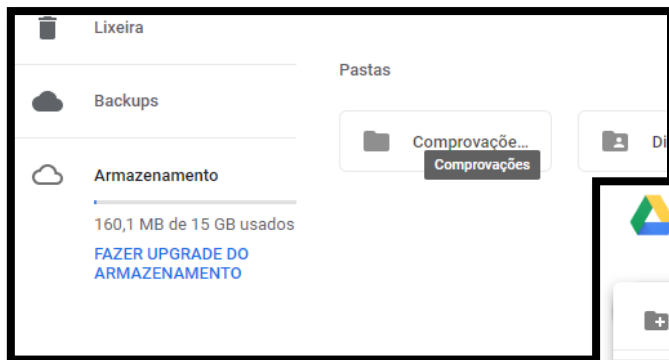 Lixeira
Pastas
Backups
Comprovaçõe...
Di
Comprovações
Armazenamento
160,1 MB de 15 GB usados
FAZER UPGRADE DO
ARMAZENAMENTO